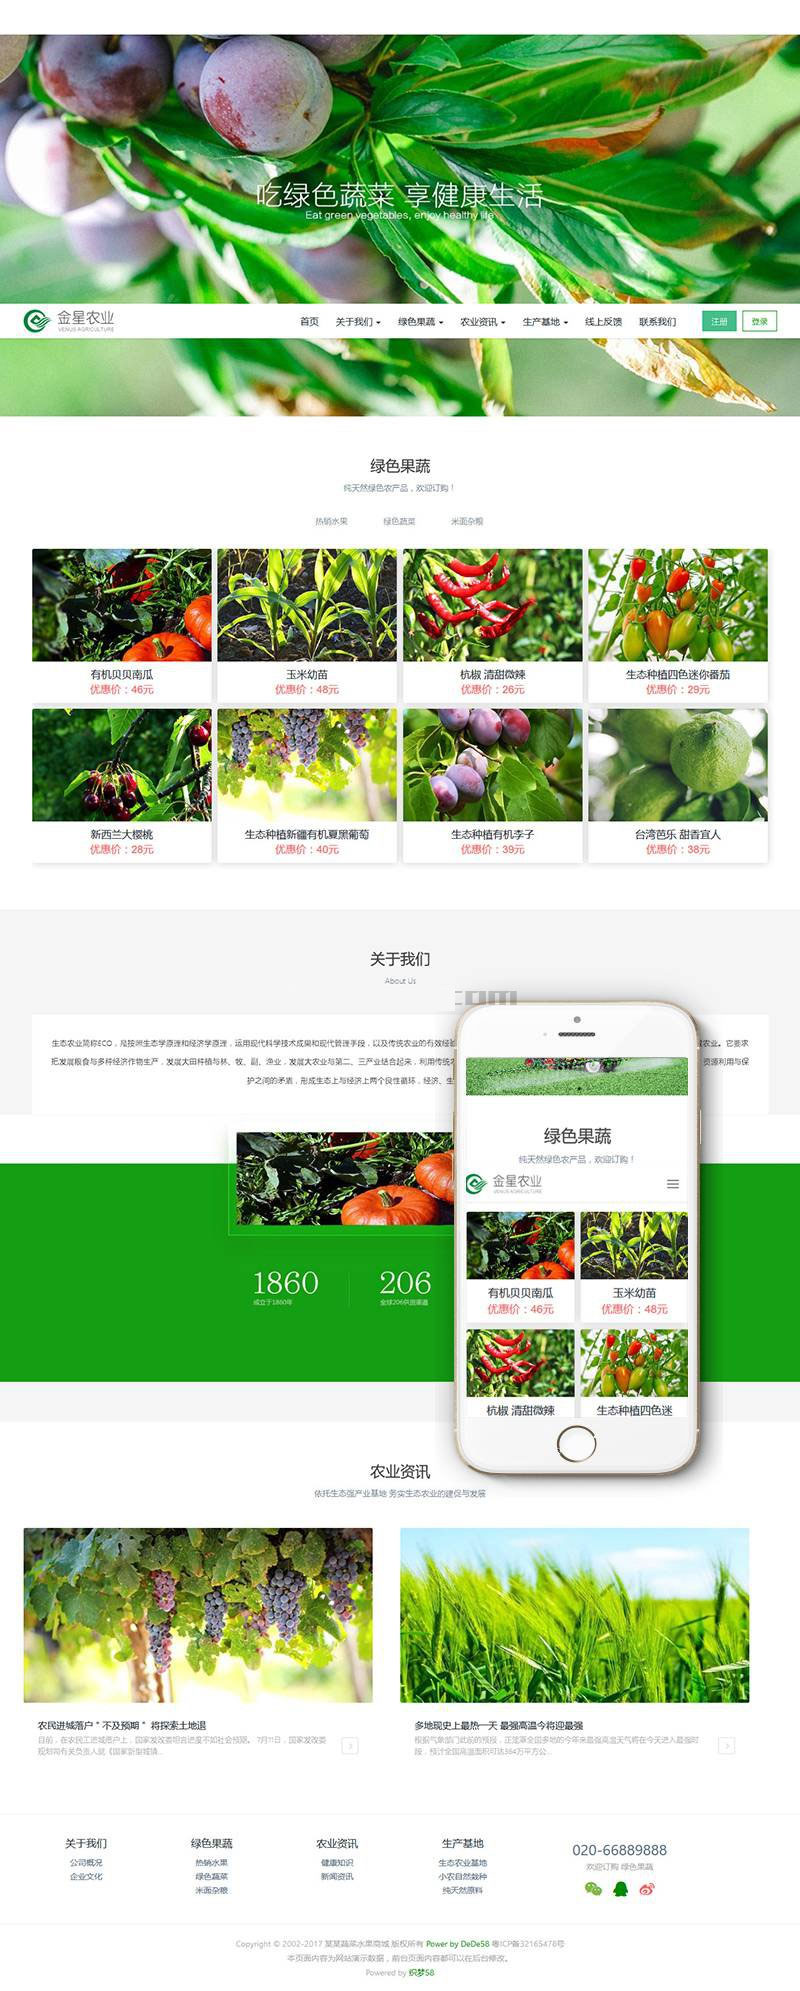 吃绿色蔬菜 享健康生活
Eat green vegetables, enjoy healthy life
金星农业
VENUS AGRICULTURE
首页 关于我们 绿色果蔬 农业资讯 生产基地 线上反馈 联系我们 注册 登录
绿色果蔬
纯天然绿色农产品，欢迎订购！
热销水果 绿色蔬菜 米面杂粮
有机贝贝南瓜 玉米幼苗 杭椒 清甜微辣 生态种植四色迷你番茄
优惠价：46元 优惠价：48元 优惠价：26元 优惠价：29元
新西兰大樱桃 生态种植新疆有机夏黑葡萄 生态种植有机李子 台湾芭乐 甜香宜人
优惠价：28元 优惠价：40元 优惠价：39元 优惠价：38元
关于我们
About Us
.com
生态农业简称ECO，是按照生态学原理和经济学原理，运用现代科学技术成果和现代管理手段，以及传统农业的有效经验 农业。它要求
把发展粮食与多种经济作物生产，发展大田种植与林、牧、副、渔业，发展大农业与第二、三产业结合起来，利用传统农 资源利用与保
护之间的矛盾，形成生态上与经济上两个良性循环，经济、生
绿色果蔬
纯天然绿色农产品，欢迎订购！
金星农业
VENUS AGRICULTURE
有机贝贝南瓜 玉米幼苗
优惠价：46元 优惠价：48元
杭椒 清甜微辣 生态种植四色迷
1860 206
成立于1860年 全球206供货渠道
农业资讯
依托生态强产业基地 务实生态农业的建促与发展
农民进城落户＂不及预期＂ 将探索土地退
目前，在农民工进城落户上，国家发改委坦言进度不如社会预期。 7月11日，国家发改委
规划司有关负责人就《国家新型城镇...
多地现史上最热一天 最强高温今将迎最强
根据气象部门此前的预报，正笼罩全国多地的今年来最强高温天气将在今天进入最强时
段，预计全国高温面积可达364万平方公...
关于我们 绿色果蔬 农业资讯 生产基地
公司概况 热销水果 健康知识 生态农业基地
企业文化 绿色蔬菜 新闻资讯 小农自然栽种
米面杂粮 纯天然原料
020-66889888
欢迎订购 绿色果蔬
Copyright © 2002-2017 某某蔬菜水果商城 版权所有 Power by DeDe58 粤ICP备32165478号
本页面内容为网站演示数据，前台页面内容都可以在后台修改。
Powered by 织梦58